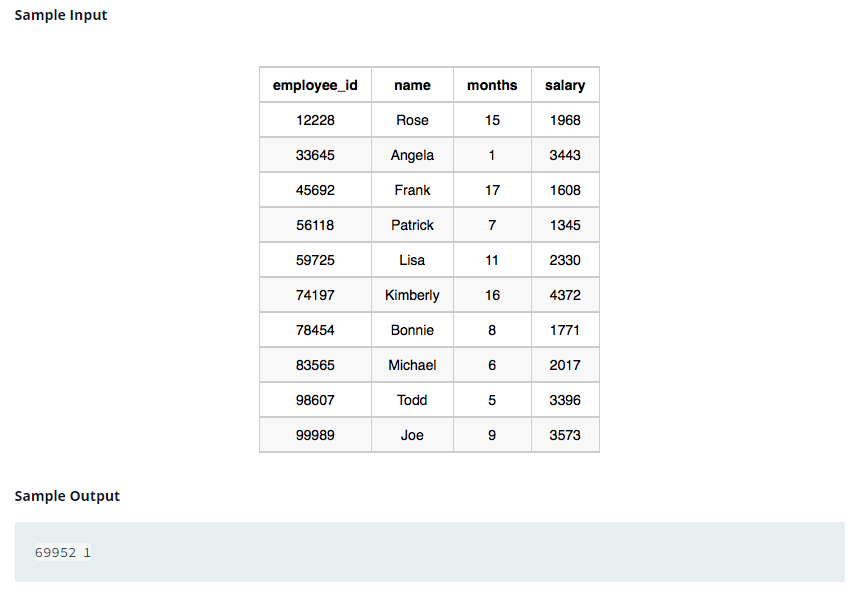 Sample Input
employee_id name months salary
12228 Rose 15 1968
33645 Angela 1 3443
45692 Frank 17 1608
56118 Patrick 7 1345
59725 Lisa 11 2330
74197 Kimberly 16 4372
78454 Bonnie 8 1771
83565 Michael 6 2017
98607 Todd 5 3396
99989 Joe 9 3573
Sample Output
69952 1